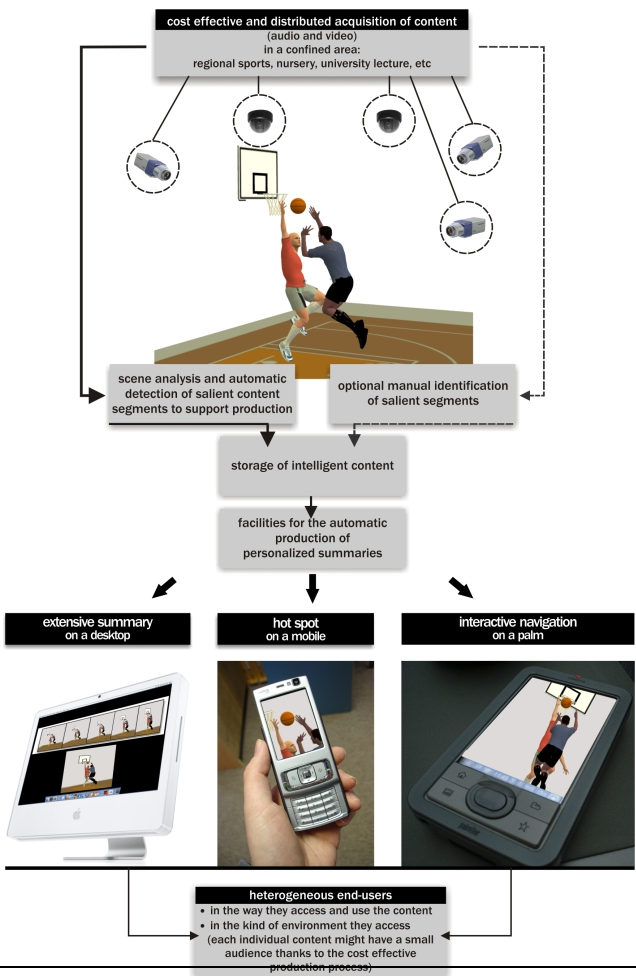 cost effective and distributed acquisition of content
(audio and video)
in a confined area:
regional sports, nursery, university lecture, etc
scene analysis and automatic
detection of salient content
segments to support production
optional manual identification
of salient segments
storage of intelligent content
facilities for the automatic
production of
personalized summaries
extensive summary
on a desktop
hot spot
on a mobile
interactive navigation
on a palm
heterogeneous end-users
• in the way they access and use the content
• in the kind of environment they access
(each individual content might have a small
audience thanks to the cost effective
production process)